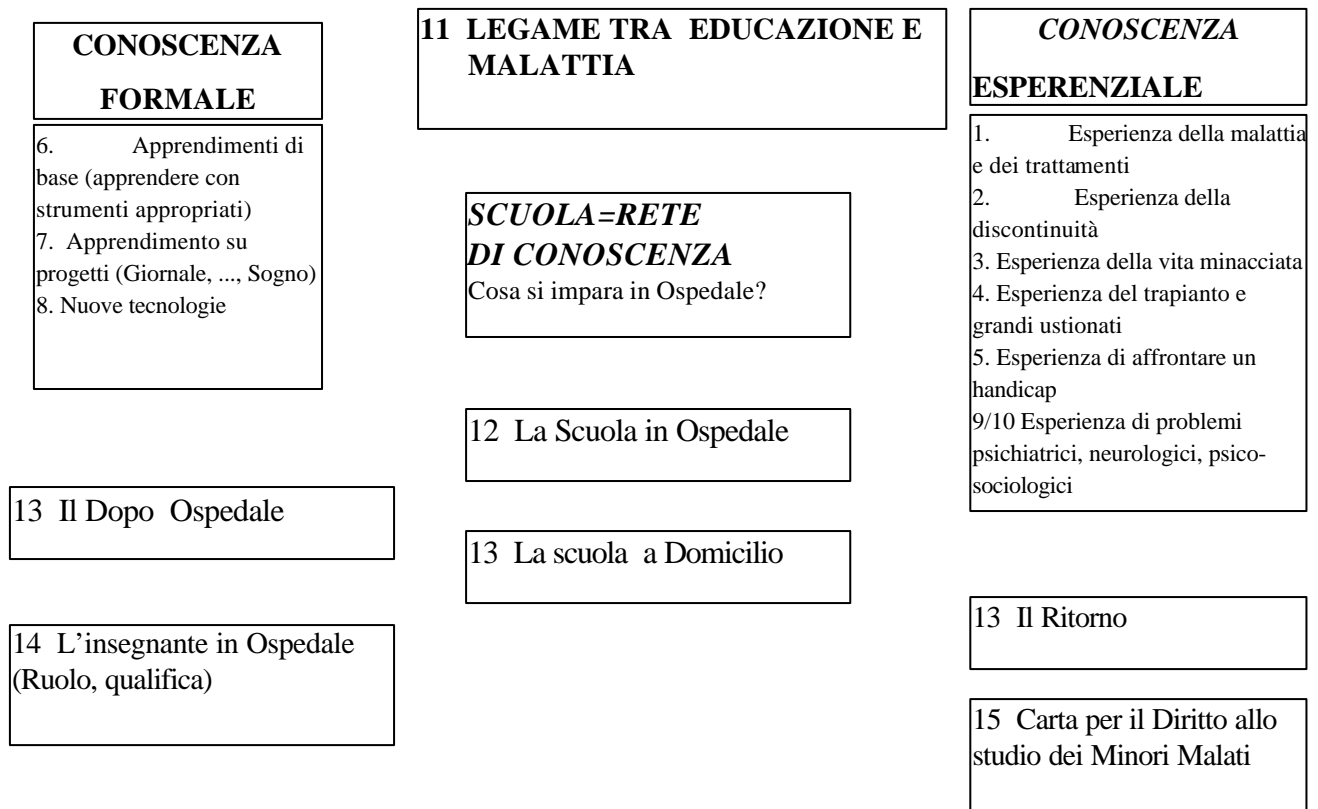 CONOSCENZA
FORMALE
6. Apprendimenti di
base (apprendere con
strumenti appropriati)
7. Apprendimento su
progetti (Giornale, ..., Sogno)
8. Nuove tecnologie
11 LEGAME TRA EDUCAZIONE E
MALATTIA
SCUOLA=RETE
DI CONOSCENZA
Cosa si impara in Ospedale?
12 La Scuola in Ospedale
13 La scuola a Domicilio
CONOSCENZA
ESPERENZIALE
1. Esperienza della malattia
e dei trattamenti
2. Esperienza della
discontinuità
3. Esperienza della vita minacciata
4. Esperienza del trapianto e
grandi ustionati
5. Esperienza di affrontare un
handicap
9/10 Esperienza di problemi
psichiatrici, neurologici, psico-
sociologici
13 Il Dopo Ospedale
14 L’insegnante in Ospedale
(Ruolo, qualifica)
13 Il Ritorno
15 Carta per il Diritto allo
studio dei Minori Malati